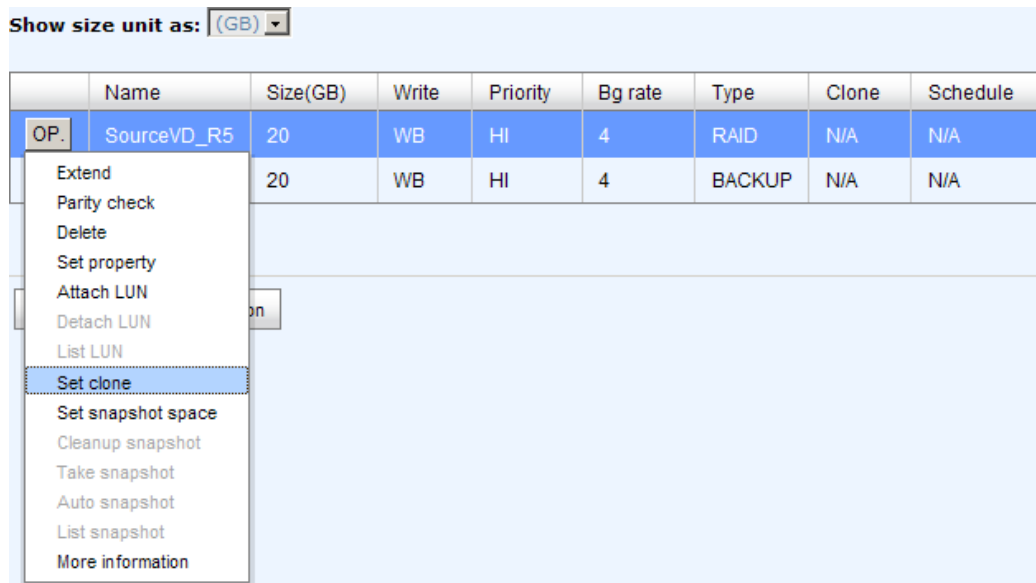 Show size unit as: (GB)
Name Size(GB) Write Priority Bg rate Type Clone Schedule
OP. SourceVD_R5 20 WB HI 4 RAID N/A N/A
20 WB HI 4 BACKUP N/A N/A
Extend
Parity check
Delete
Set property
Attach LUN
Detach LUN
List LUN
Set clone
Set snapshot space
Cleanup snapshot
Take snapshot
Auto snapshot
List snapshot
More information